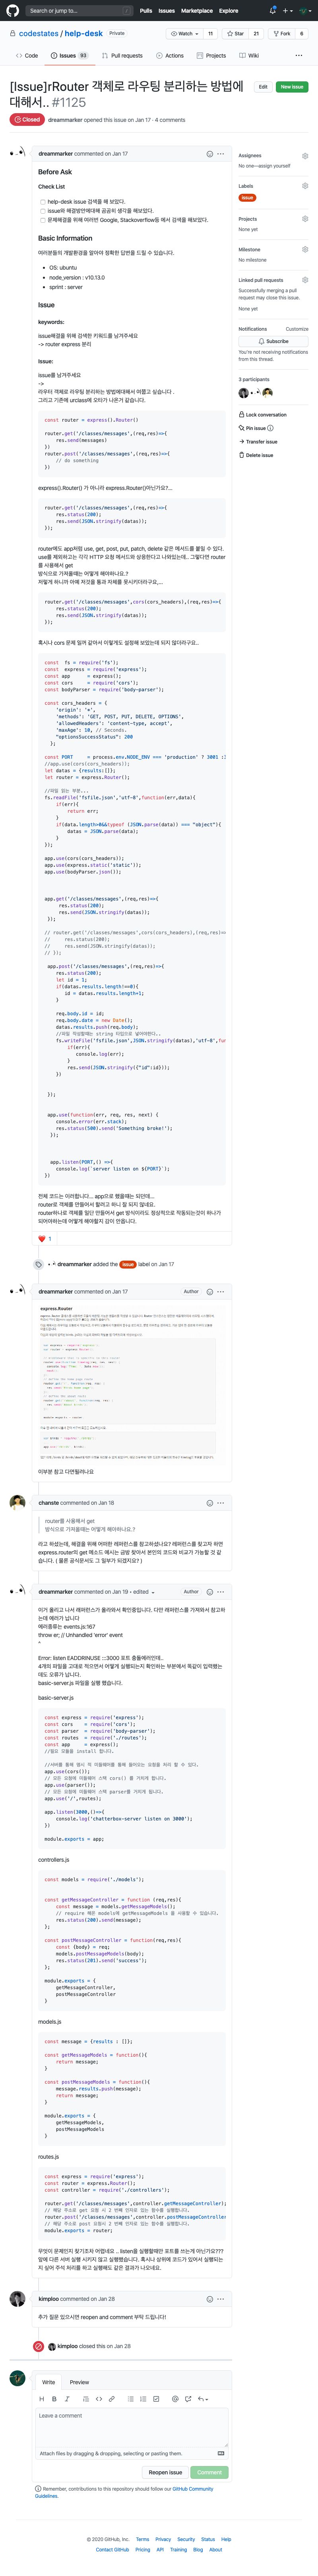 Search or jump to...
Pulls Issues Marketplace Explore
codestates / help-desk Private
Watch 11 Star 21 Fork 6
Code Issues 93 Pull requests Actions Projects Wiki
[Issue]rRouter 객체로 라우팅 분리하는 방법에
대해서.. #1125
Edit New issue
Closed dreammarker opened this issue on Jan 17 · 4 comments
dreammarker commented on Jan 17
Before Ask
Check List
help-desk issue 검색을 해 보았다.
issue와 해결방안에대해 곰곰히 생각을 해보았다.
문제해결을 위해 여러번 Google, Stackoverflow등 에서 검색을 해보았다.
Basic Information
여러분들의 개발환경을 알아야 정확한 답변을 드릴 수 있습니다.
OS: ubuntu
node_version : v10.13.0
sprint : server
Issue
keywords:
issue해결을 위해 검색한 키워드를 남겨주세요
-> router express 분리
Issue:
issue를 남겨주세요
->
라우터 객체로 라우팅 분리하는 방법에대해서 여쭙고 싶습니다 .
그리고 기존에 urclass에 오타가 나온거 같습니다.
const router = express().Router()
router.get('/classes/messages',(req,res)=>{
res.send(messages)
})
router.post('/classes/messages',(req,res)=>{
// do something
})
express().Router() 가 아니라 express.Router()아닌가요?...
router.get('/classes/messages',(req,res)=>{
res.status(200);
res.send(JSON.stringify(datas));
});
router에도 app처럼 use, get, post, put, patch, delete 같은 메서드를 붙일 수 있다.
use를 제외하고는 각각 HTTP 요청 메서드와 상응한다고 나와있는데.. 그렇다면 router
를 사용해서 get
방식으로 가져올때는 어떻게 해야하나요.?
저렇게 하니까 아예 저것을 통과 자체를 못시키더라구요,...
router.get('/classes/messages',cors(cors_headers),(req,res)=>{
res.status(200);
res.send(JSON.stringify(datas));
});
혹시나 cors 문제 일꺼 같아서 이렇게도 설정해 보았는데 되지 않더라구요..
const fs = require('fs');
const express = require('express');
const app = express();
const cors = require('cors');
const bodyParser = require('body-parser');
const cors_headers = {
'origin': '*',
'methods': 'GET, POST, PUT, DELETE, OPTIONS',
'allowedHeaders': 'content-type, accept',
"maxAge": 10, // Seconds.
"optionsSuccessStatus": 200
};
const PORT = process.env.NODE_ENV === 'production' ? 3001 :
//app.use(cors(cors_headers));
let datas = {results:[]};
let router = express.Router();
//파일 읽는 부분...
fs.readFile('fsfile.json','utf-8',function(err,data){
if(err){
return err;
}
if(data.length>0&&typeof (JSON.parse(data)) === "object"){
datas = JSON.parse(data);
}
});
app.use(cors(cors_headers));
app.use(express.static('static'));
app.use(bodyParser.json());
app.get('/classes/messages',(req,res)=>{
res.status(200);
res.send(JSON.stringify(datas));
});
// router.get('/classes/messages',cors(cors_headers),(req,res)=>
// res.status(200);
// res.send(JSON.stringify(datas));
// });
app.post('/classes/messages',(req,res)=>{
res.status(200);
let id = 1;
if(datas.results.length!==0){
id = datas.results.length+1;
}
req.body.id = id;
req.body.date = new Date();
datas.results.push(req.body);
//파일 작성할때는 string 타입으로 넣어야한다..
fs.writeFile('fsfile.json',JSON.stringify(datas),'utf-8',fun
if(err){
console.log(err);
}
res.send(JSON.stringify({"id":id}));
})
});
app.use(function(err, req, res, next) {
console.error(err.stack);
res.status(500).send('Something broke!');
});
app.listen(PORT,() =>{
console.log(`server listen on ${PORT}`);
})
전체 코드는 이러합니다... app으로 했을때는 되던데...
router로 객체를 만들어서 할려고 하니 잘 되지 않네요.
router하나로 객체를 일단 만들어서 get 방식이라도 정상적으로 작동되는것이 하나가
되어야하는데 어떻게 해야할지 감이 안옵니다.
1
dreammarker added the issue label on Jan 17
dreammarker commented on Jan 17 Author
express.Router
이부분 참고 다면될려나요
chanste commented on Jan 18
router를 사용해서 get
방식으로 가져올때는 어떻게 해야하나요.?
라고 하셨는데, 해결을 위해 어떠한 레퍼런스를 참고하셨나요? 레퍼런스를 찾고자 하면
express.router의 get 메소드 예시는 금방 찾아서 본인의 코드와 비교가 가능할 것 같
습니다. ( 물론 공식문서도 그 일부가 되겠지요? )
dreammarker commented on Jan 19 • edited Author
이거 올리고 나서 레퍼런스가 올라와서 확인중입니다. 다만 레퍼런스를 가져와서 참고하
는데 에러가 납니다
에러종류는 events.js:167
throw er; // Unhandled 'error' event
^
Error: listen EADDRINUSE :::3000 포트 충돌에러인데..
4개의 파일을 고대로 적으면서 어떻게 실행되는지 확인하는 부분에서 똑같이 입력했는
데도 오류가 납니다.
basic-server.js 파일을 실행 했습니다.
basic-server.js
const express = require('express');
const cors = require('cors');
const parser = require('body-parser');
const routes = require('./routes');
const app = express();
//필요 모듈을 install 합니다.
//서버를 통해 명시 적 미들웨어를 통해 들어오는 모듈을 처리 할 수 있다.
app.use(cors());
// 모든 요청에 미들웨어 스택 cors() 를 거치게 합니다.
app.use(parser());
// 모든 요청에 미들웨어 스택 parser를 거치게 됩니다.
app.use('/',routes);
app.listen(3000,()=>{
console.log('chatterbox-server listen on 3000');
})
module.exports = app;
controllers.js
const models = require('./models');
const getMessageController = function (req,res){
const message = models.getMessageModels();
// require 해온 models에 getMessageModels 를 사용할 수 있습니다.
res.status(200).send(message);
};
const postMessageController = function(req,res){
const {body} = req;
models.postMessageModels(body);
res.status(201).send('success');
};
module.exports = {
getMessageController,
postMessageController
}
models.js
const message = {results : []};
const getMessageModels = function(){
return message;
}
const postMessageModels = function(){
message.results.push(message);
return message;
}
module.exports = {
getMessageModels,
postMessageModels
}
routes.js
const express = require('express');
const router = express.Router();
const controller = require('./controllers');
router.get('/classes/messages',controller.getMessageController);
// 해당 주소로 get 요청 시 2 번째 인자로 있는 함수를 실행합니다.
router.post('/classes/messages',controller.postMessageController
// 해당 주소로 post 요청시 2 번째 인자로 있는 함수를 실행합니다.
module.exports = router;
무엇이 문제인지 찾기조차 어렵네요 .. listen을 실행할때만 포트를 쓰는게 아닌가요???
앞에 다른 서버 실행 시키지 않고 실행했습니다. 혹시나 상위에 코드가 있어서 실행되는
지 싶어 주석 처리를 하고 실행해도 같은 결과가 나오네요.
kimploo commented on Jan 28
추가 질문 있으시면 reopen and comment 부탁 드립니다!
kimploo closed this on Jan 28
Write Preview
Leave a comment
Attach files by dragging & dropping, selecting or pasting them.
Reopen issue Comment
Remember, contributions to this repository should follow our GitHub Community
Guidelines.
Assignees
No one—assign yourself
Labels
issue
Projects
None yet
Milestone
No milestone
Linked pull requests
Successfully merging a pull
request may close this issue.
None yet
Notifications Customize
Subscribe
You're not receiving notifications
from this thread.
3 participants
Lock conversation
Pin issue
Transfer issue
Delete issue
© 2020 GitHub, Inc. Terms Privacy Security Status Help
Contact GitHub Pricing API Training Blog About